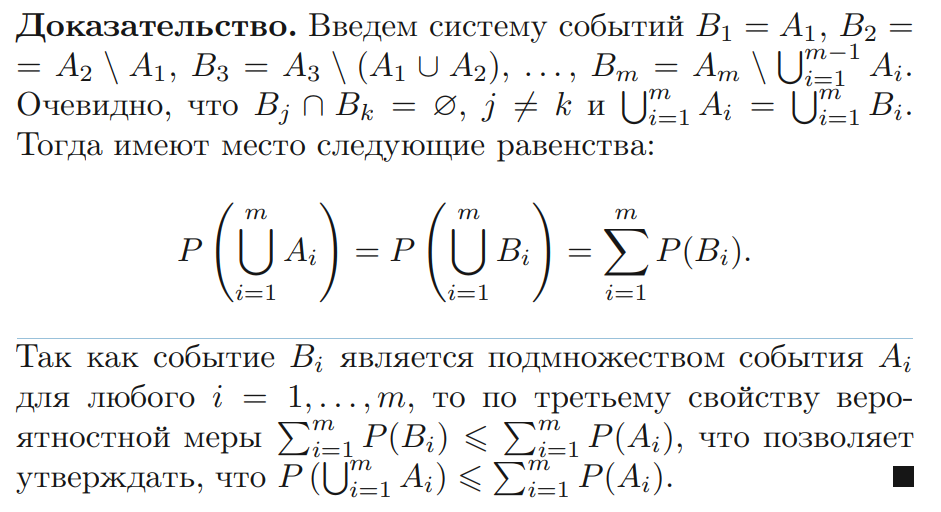 Доказательство. Введем систему событий B₁ = A₁, B₂ =
= A₂ \ A₁, B₃ = A₃ \ (A₁ ∪ A₂), …, Bₘ = Aₘ \ ⋃ᵢ₌₁ᵐ⁻¹ Aᵢ.
Очевидно, что Bⱼ ∩ Bₖ = ∅, j ≠ k и ⋃ᵢ₌₁ᵐ Aᵢ = ⋃ᵢ₌₁ᵐ Bᵢ.
Тогда имеют место следующие равенства:
P(⋃ᵢ₌₁ᵐ Aᵢ) = P(⋃ᵢ₌₁ᵐ Bᵢ) = ∑ᵢ₌₁ᵐ P(Bᵢ).
Так как событие Bᵢ является подмножеством события Aᵢ
для любого i = 1, …, m, то по третьему свойству веро-
ятностной меры ∑ᵢ₌₁ᵐ P(Bᵢ) ⩽ ∑ᵢ₌₁ᵐ P(Aᵢ), что позволяет
утверждать, что P(⋃ᵢ₌₁ᵐ Aᵢ) ⩽ ∑ᵢ₌₁ᵐ P(Aᵢ). ■